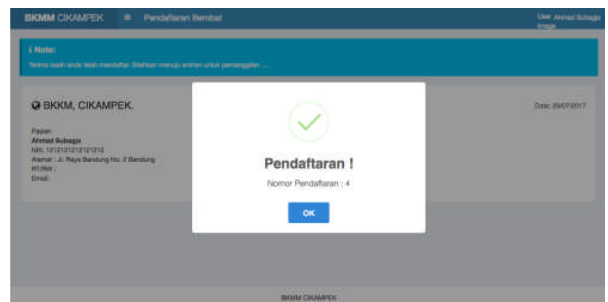 BKMM CIKAMPEK ≡ Pendaftaran Berobat
User Ahmad Subagja
Image
i Note:
Terima kasih anda telah mendaftar. Silahkan menuju antrian untuk pemanggilan .....
BKKM, CIKAMPEK.
Date: 29/07/2017
Pasien
Ahmad Subagja
NIK: 1212121212121212
Alamat : Jl. Raya Bandung No. 2 Bandung
RT/RW :
Email:
Pendaftaran !
Nomor Pendaftaran : 4
OK
BKMM CIKAMPEK